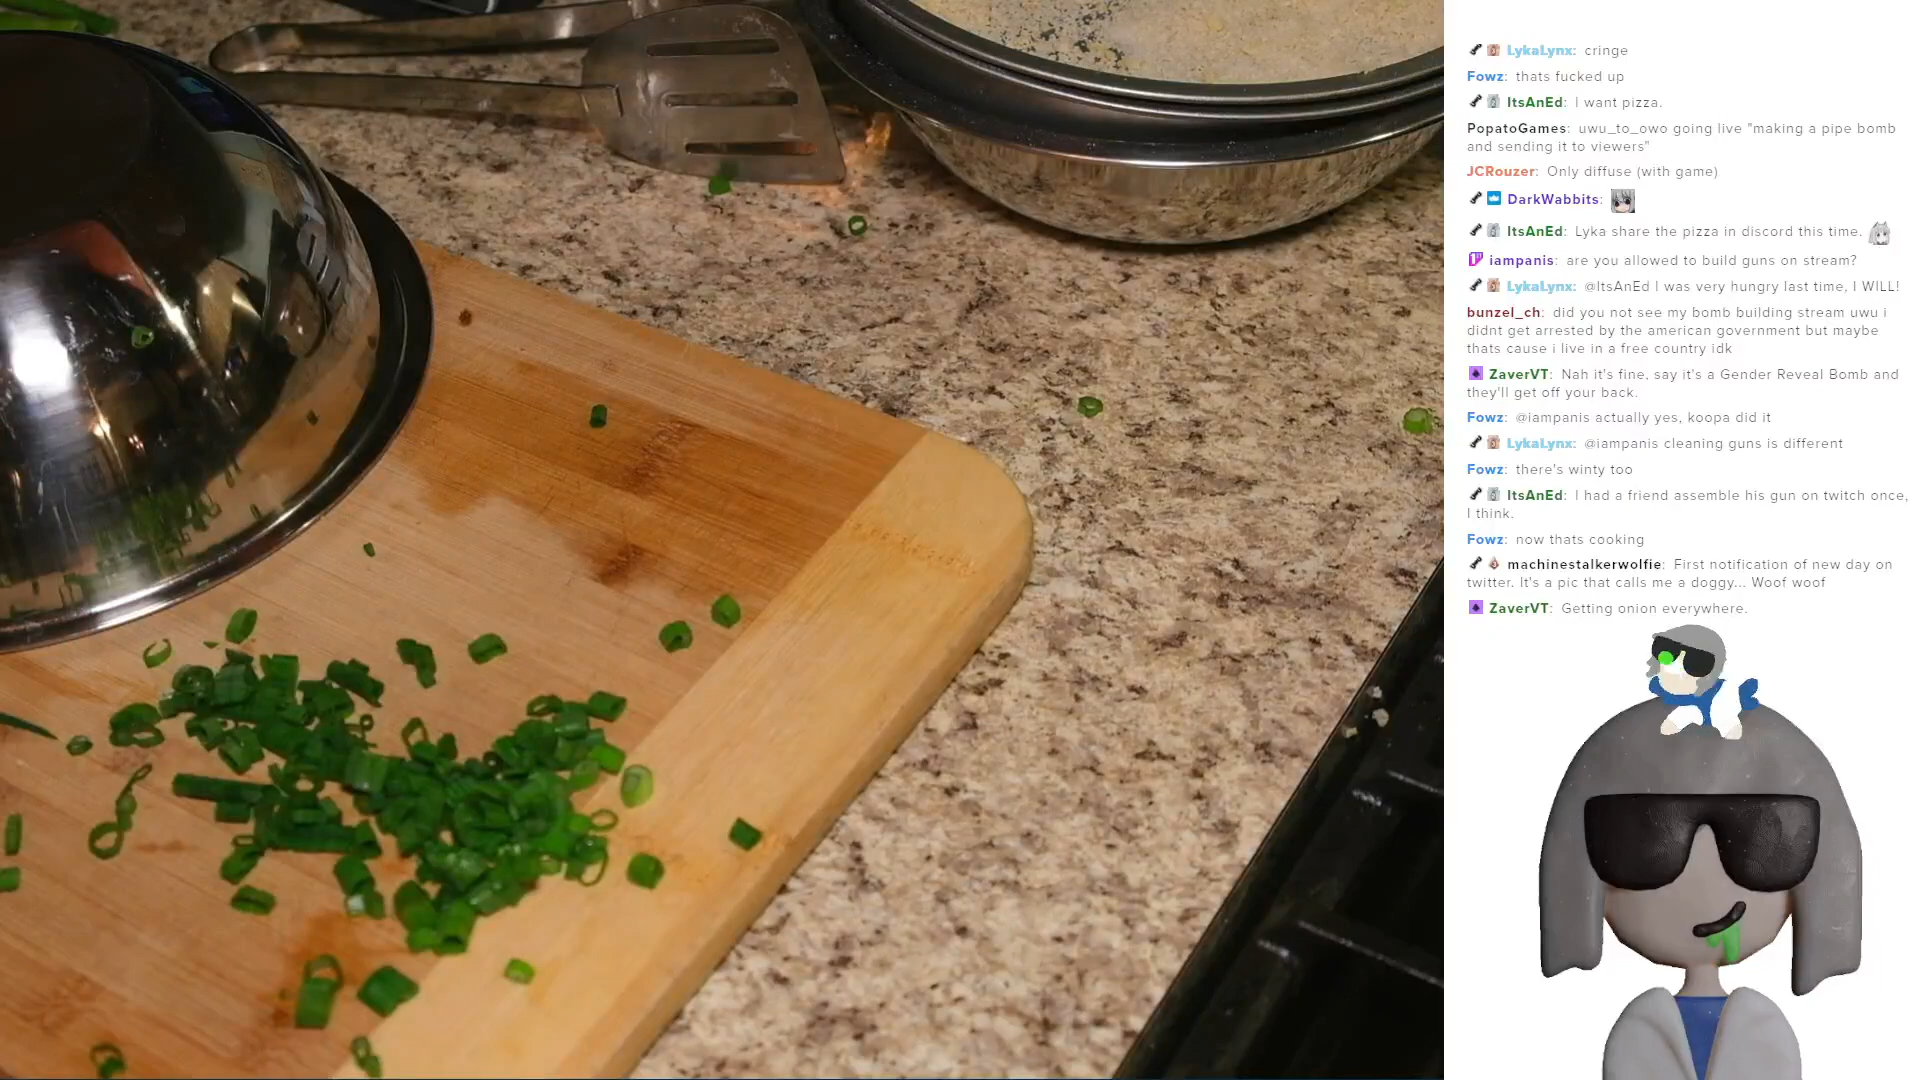 LykaLynx: cringe
Fowz: thats fucked up
ItsAnEd: I want pizza.
PopatoGames: uwu_to_owo going live "making a pipe bomb
and sending it to viewers"
JCRouzer: Only diffuse (with game)
DarkWabbits:
ItsAnEd: Lyka share the pizza in discord this time.
iampanis: are you allowed to build guns on stream?
LykaLynx: @ItsAnEd I was very hungry last time, I WILL!
bunzel_ch: did you not see my bomb building stream uwu i
didnt get arrested by the american government but maybe
thats cause i live in a free country idk
ZaverVT: Nah it's fine, say it's a Gender Reveal Bomb and
they'll get off your back.
Fowz: @iampanis actually yes, koopa did it
LykaLynx: @iampanis cleaning guns is different
Fowz: there's winty too
ItsAnEd: I had a friend assemble his gun on twitch once,
I think.
Fowz: now thats cooking
machinestalkerwolfie: First notification of new day on
twitter. It's a pic that calls me a doggy... Woof woof
ZaverVT: Getting onion everywhere.